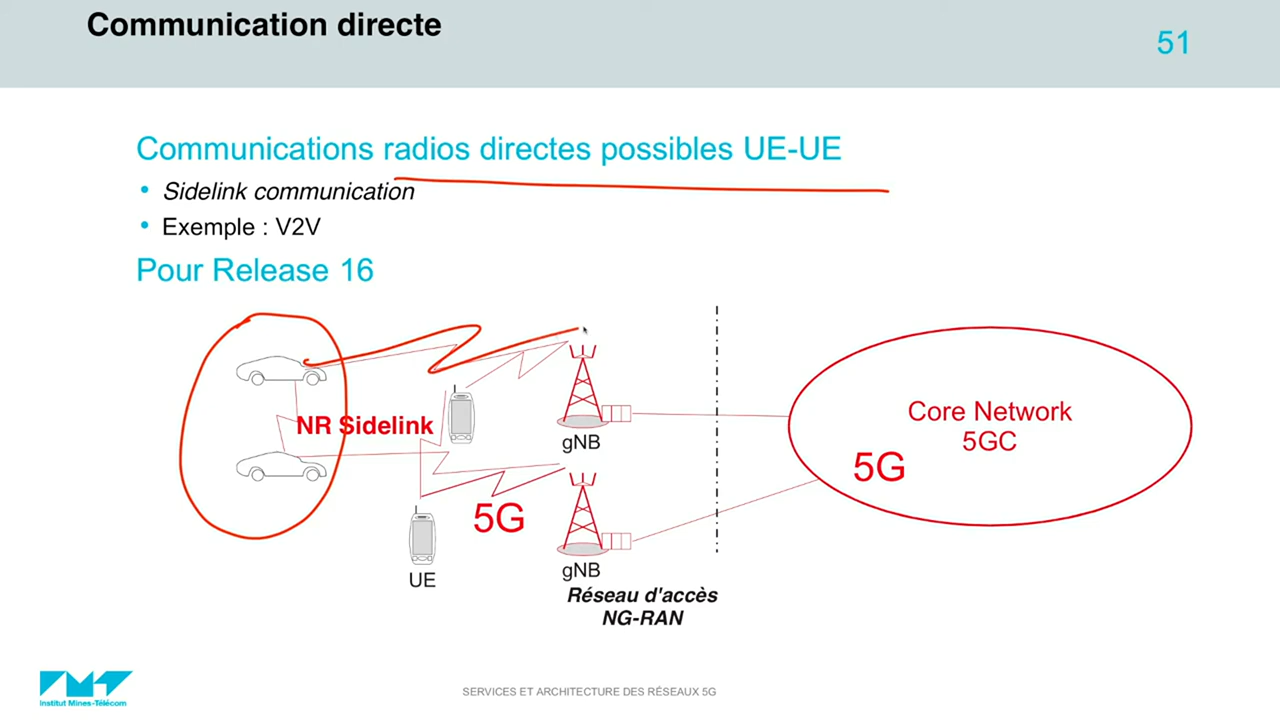 Communication directe
51
Communications radios directes possibles UE-UE
• Sidelink communication
• Exemple : V2V
Pour Release 16
NR Sidelink
gNB
Core Network
5GC
5G
5G
UE
gNB
Réseau d'accès
NG-RAN
Institut Mines-Télécom
SERVICES ET ARCHITECTURE DES RÉSEAUX 5G